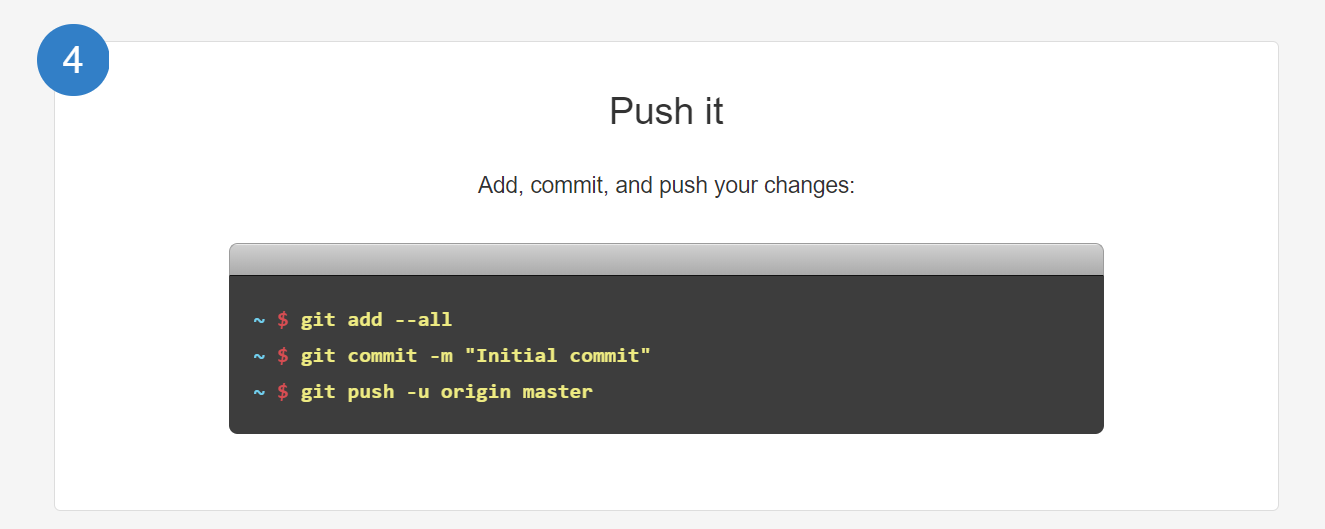 4
Push it
Add, commit, and push your changes:
~ $ git add --all
~ $ git commit -m "Initial commit"
~ $ git push -u origin master